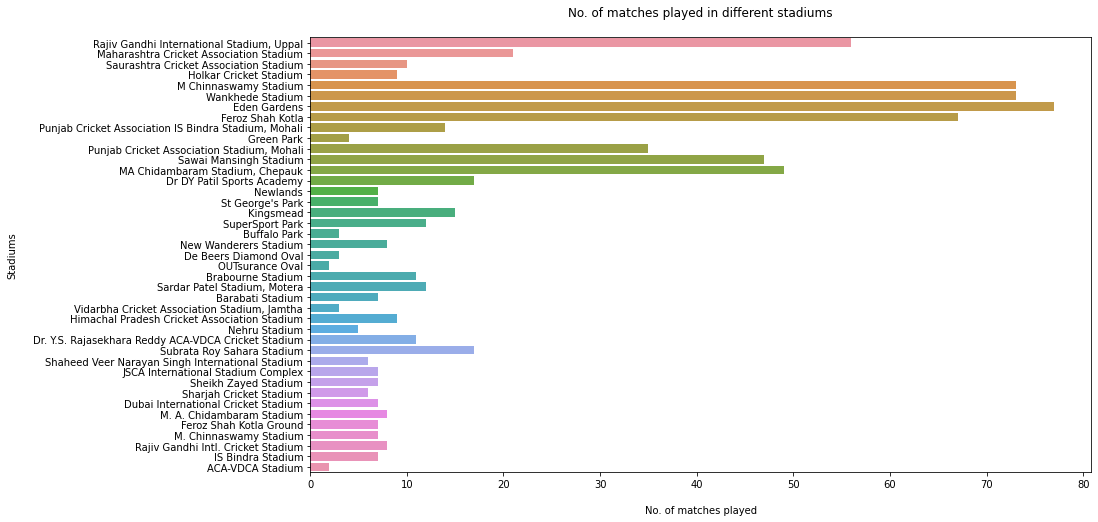 No. of matches played in different stadiums
Rajiv Gandhi International Stadium, Uppal
Maharashtra Cricket Association Stadium
Saurashtra Cricket Association Stadium
Holkar Cricket Stadium
M Chinnaswamy Stadium
Wankhede Stadium
Eden Gardens
Feroz Shah Kotla
Punjab Cricket Association IS Bindra Stadium, Mohali
Green Park
Punjab Cricket Association Stadium, Mohali
Sawai Mansingh Stadium
MA Chidambaram Stadium, Chepauk
Dr DY Patil Sports Academy
Newlands
St George's Park
Kingsmead
SuperSport Park
Buffalo Park
New Wanderers Stadium
De Beers Diamond Oval
OUTsurance Oval
Brabourne Stadium
Sardar Patel Stadium, Motera
Barabati Stadium
Vidarbha Cricket Association Stadium, Jamtha
Himachal Pradesh Cricket Association Stadium
Nehru Stadium
Dr. Y.S. Rajasekhara Reddy ACA-VDCA Cricket Stadium
Subrata Roy Sahara Stadium
Shaheed Veer Narayan Singh International Stadium
JSCA International Stadium Complex
Sheikh Zayed Stadium
Sharjah Cricket Stadium
Dubai International Cricket Stadium
M. A. Chidambaram Stadium
Feroz Shah Kotla Ground
M. Chinnaswamy Stadium
Rajiv Gandhi Intl. Cricket Stadium
IS Bindra Stadium
ACA-VDCA Stadium
Stadiums
0 10 20 30 40 50 60 70 80
No. of matches played